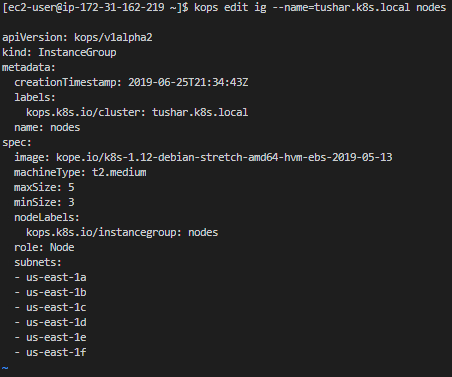 [ec2-user@ip-172-31-162-219 ~]$ kops edit ig --name=tushar.k8s.local nodes
apiVersion: kops/v1alpha2
kind: InstanceGroup
metadata:
  creationTimestamp: 2019-06-25T21:34:43Z
  labels:
    kops.k8s.io/cluster: tushar.k8s.local
  name: nodes
spec:
  image: kope.io/k8s-1.12-debian-stretch-amd64-hvm-ebs-2019-05-13
  machineType: t2.medium
  maxSize: 5
  minSize: 3
  nodeLabels:
    kops.k8s.io/instancegroup: nodes
  role: Node
  subnets:
  - us-east-1a
  - us-east-1b
  - us-east-1c
  - us-east-1d
  - us-east-1e
  - us-east-1f
~